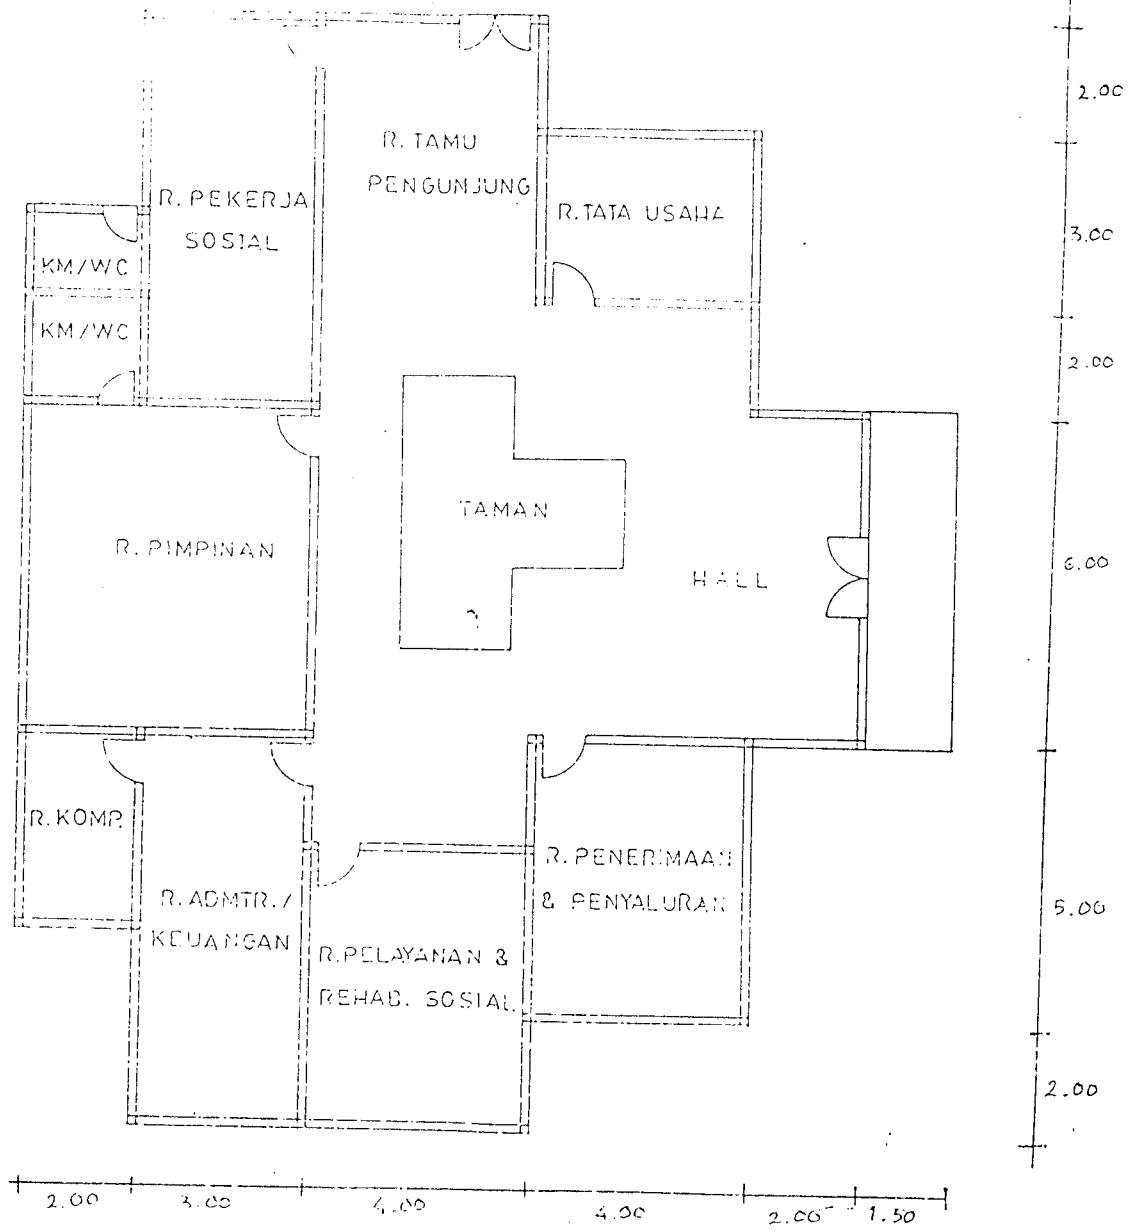 2.00
R. TAMU
PENGUNJUNG
R. PEKERJA
SOSIAL
R. TATA USAHA
3.00
KM/WC
KM/WC
2.00
TAMAN
R. PIMPINAN
HALL
6.00
R. KOMP.
R. PENERIMAAN
& PENYALURAN
R. ADMTR. /
KEUANGAN
R. PELAYANAN &
REHAB. SOSIAL
5.00
2.00
2.00 3.00 4.00 4.00 2.00 1.50